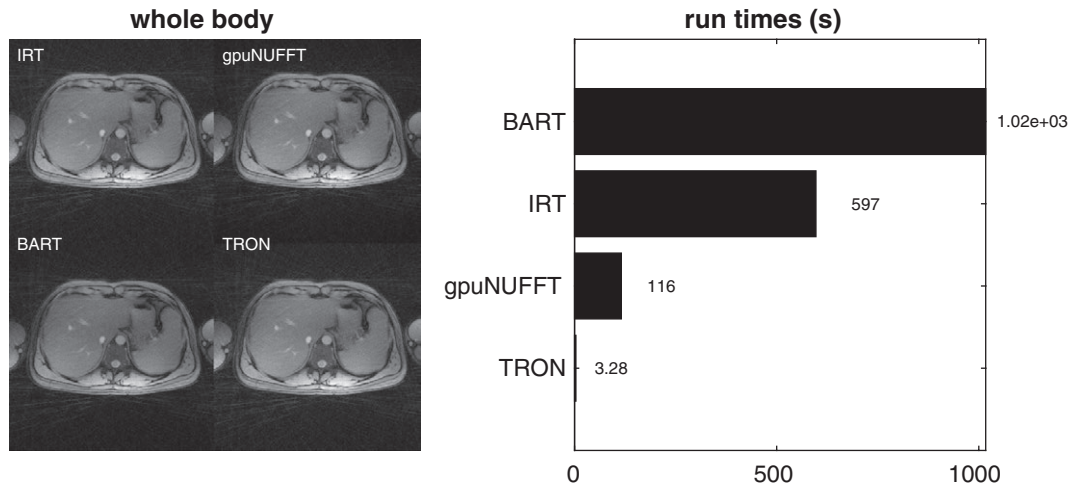 whole body
IRT
gpuNUFFT
BART
TRON
run times (s)
BART
1.02e+03
IRT
597
gpuNUFFT
116
TRON
3.28
0
500
1000